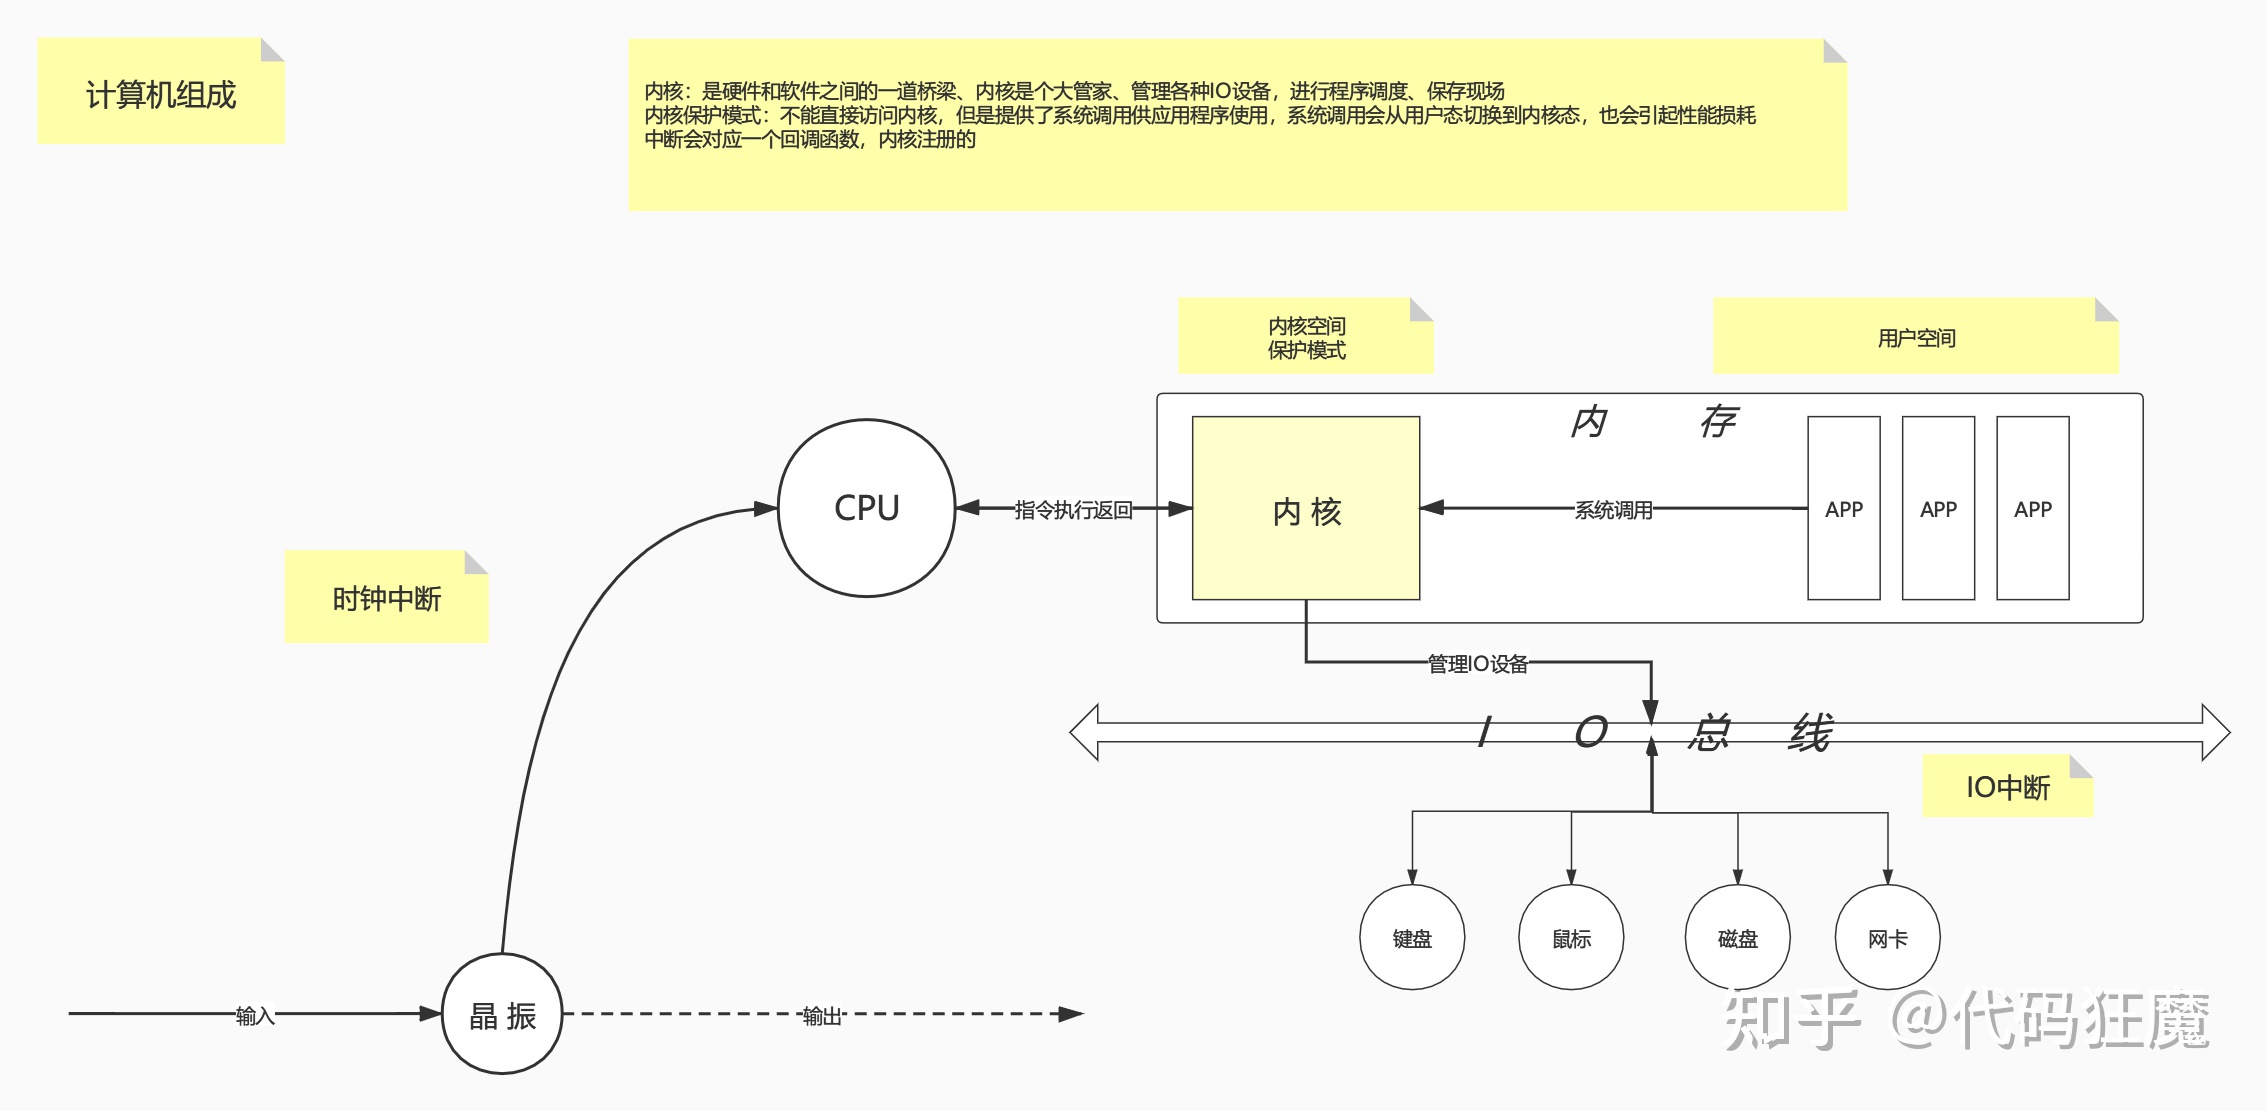 计算机组成
内核：是硬件和软件之间的一道桥梁、内核是个大管家、管理各种IO设备，进行程序调度、保存现场
内核保护模式：不能直接访问内核，但是提供了系统调用供应用程序使用，系统调用会从用户态切换到内核态，也会引起性能损耗
中断会对应一个回调函数，内核注册的
内核空间
保护模式
用户空间
内 存
CPU
指令执行返回
内 核
系统调用
APP
APP
APP
时钟中断
管理IO设备
I O 总 线
IO中断
键盘
鼠标
磁盘
网卡
输入
晶 振
输出
知乎 @代码狂魔